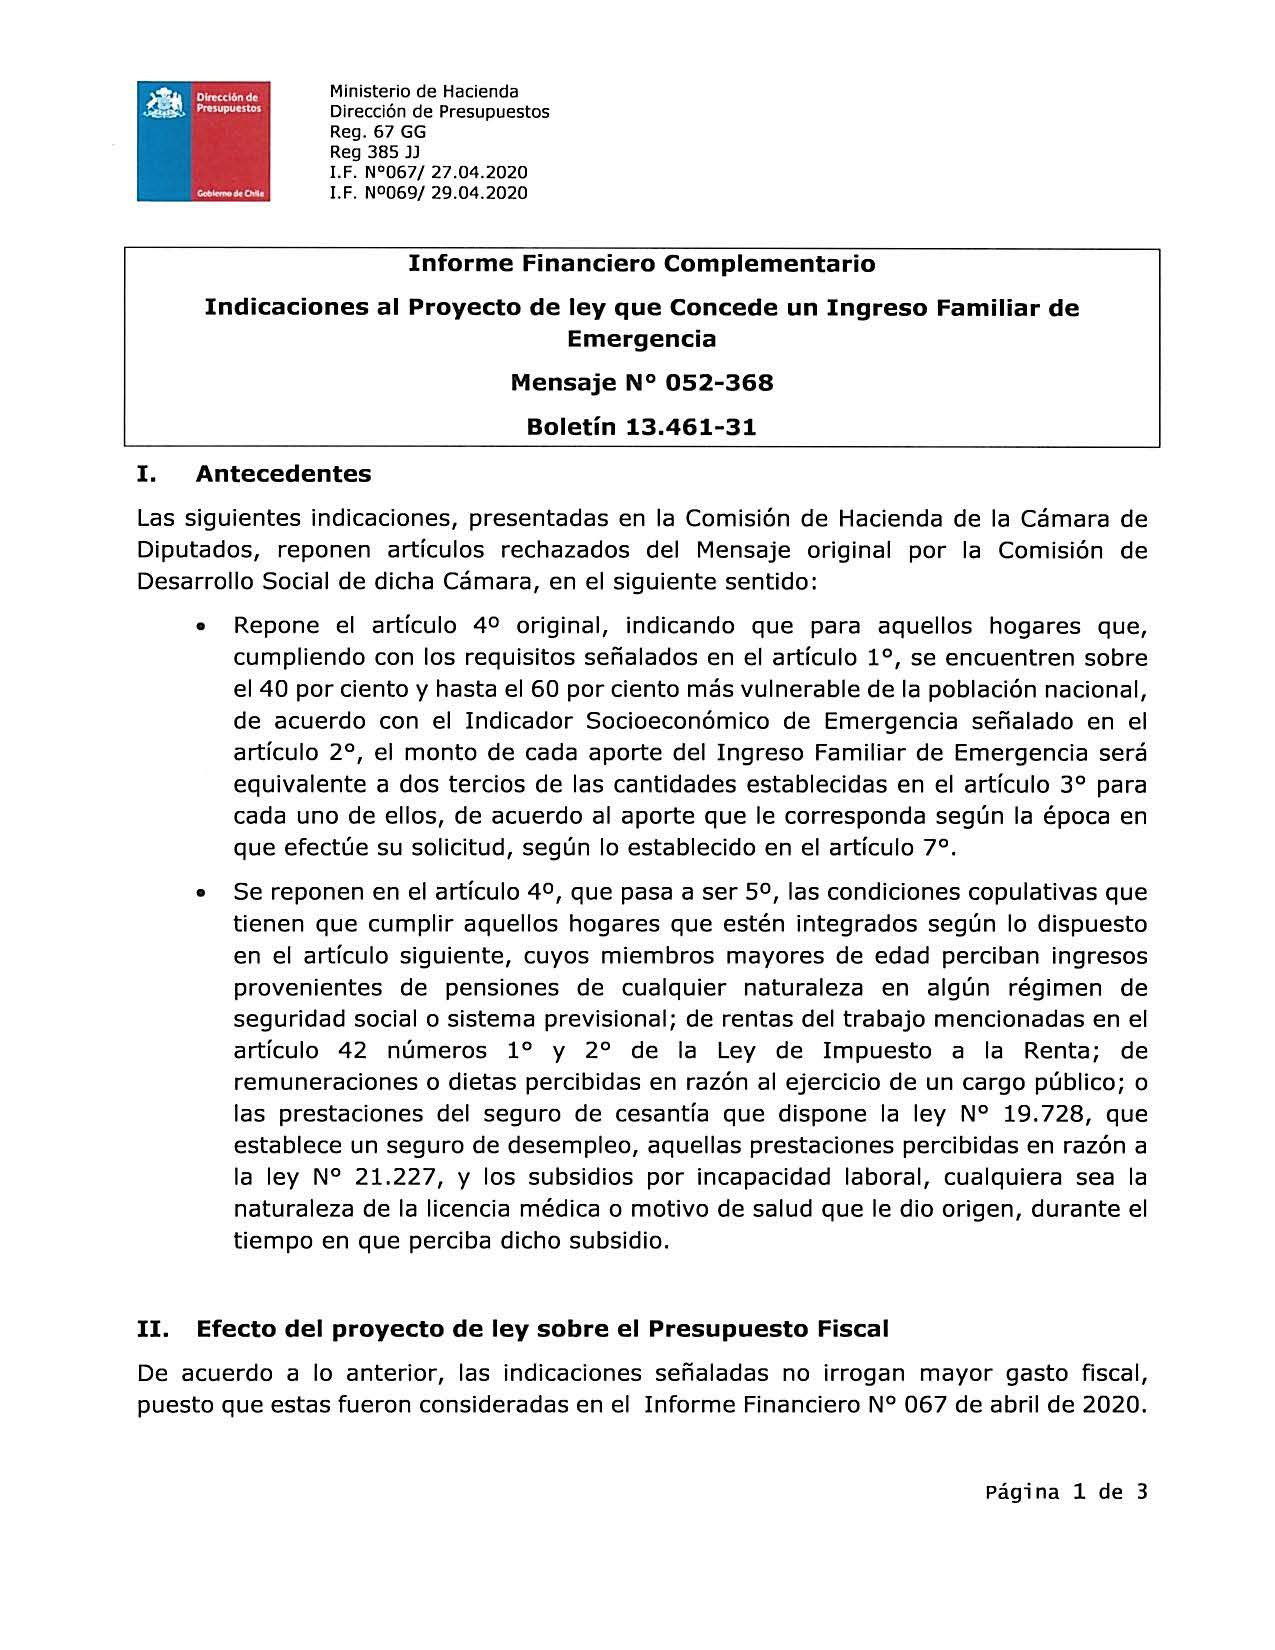 Dirección de
Presupuestos
Gobierno de Chile
Ministerio de Hacienda
Dirección de Presupuestos
Reg. 67 GG
Reg 385 JJ
I.F. N°067/ 27.04.2020
I.F. Nº069/ 29.04.2020
Informe Financiero Complementario
Indicaciones al Proyecto de ley que Concede un Ingreso Familiar de
Emergencia
Mensaje N° 052-368
Boletín 13.461-31
I. Antecedentes
Las siguientes indicaciones, presentadas en la Comisión de Hacienda de la Cámara de
Diputados, reponen artículos rechazados del Mensaje original por la Comisión de
Desarrollo Social de dicha Cámara, en el siguiente sentido:
• Repone el artículo 4º original, indicando que para aquellos hogares que,
cumpliendo con los requisitos señalados en el artículo 1°, se encuentren sobre
el 40 por ciento y hasta el 60 por ciento más vulnerable de la población nacional,
de acuerdo con el Indicador Socioeconómico de Emergencia señalado en el
artículo 2°, el monto de cada aporte del Ingreso Familiar de Emergencia será
equivalente a dos tercios de las cantidades establecidas en el artículo 3° para
cada uno de ellos, de acuerdo al aporte que le corresponda según la época en
que efectúe su solicitud, según lo establecido en el artículo 7°.
• Se reponen en el artículo 4º, que pasa a ser 5º, las condiciones copulativas que
tienen que cumplir aquellos hogares que estén integrados según lo dispuesto
en el artículo siguiente, cuyos miembros mayores de edad perciban ingresos
provenientes de pensiones de cualquier naturaleza en algún régimen de
seguridad social o sistema previsional; de rentas del trabajo mencionadas en el
artículo 42 números 1° y 2° de la Ley de Impuesto a la Renta; de
remuneraciones o dietas percibidas en razón al ejercicio de un cargo público; o
las prestaciones del seguro de cesantía que dispone la ley N° 19.728, que
establece un seguro de desempleo, aquellas prestaciones percibidas en razón a
la ley N° 21.227, y los subsidios por incapacidad laboral, cualquiera sea la
naturaleza de la licencia médica o motivo de salud que le dio origen, durante el
tiempo en que perciba dicho subsidio.
II. Efecto del proyecto de ley sobre el Presupuesto Fiscal
De acuerdo a lo anterior, las indicaciones señaladas no irrogan mayor gasto fiscal,
puesto que estas fueron consideradas en el Informe Financiero N° 067 de abril de 2020.
Página 1 de 3